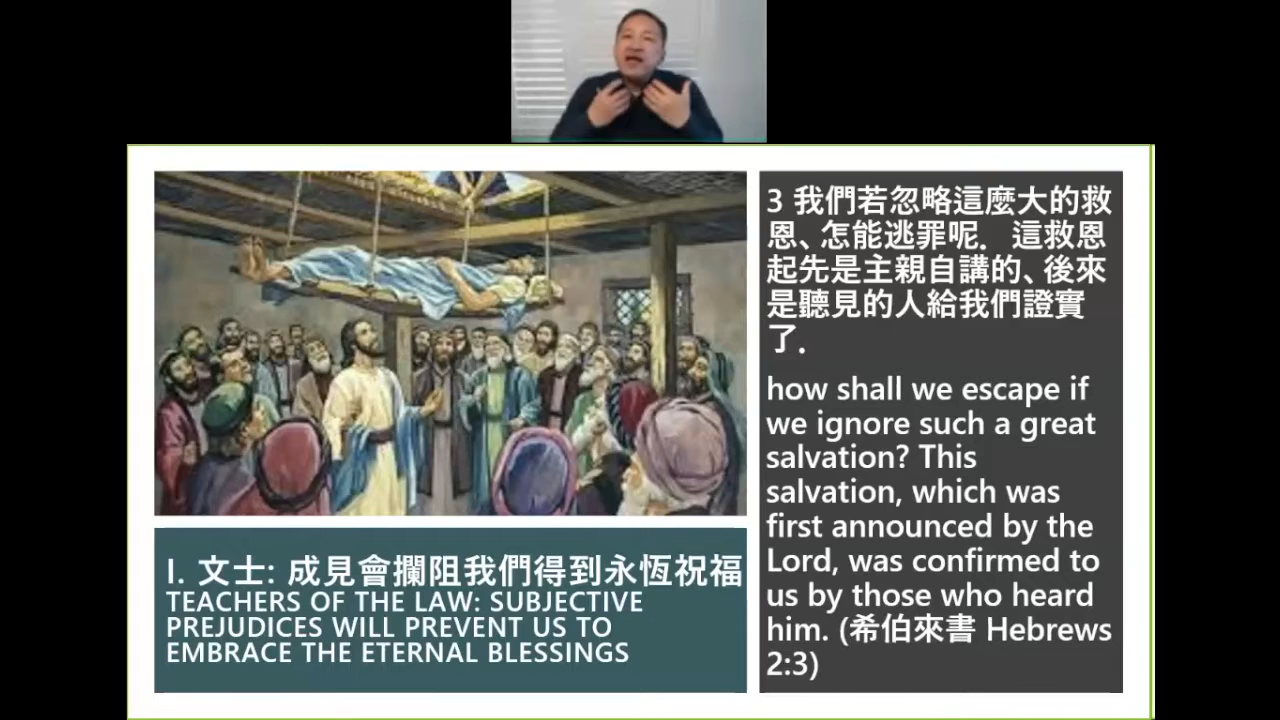 I. 文士: 成見會攔阻我們得到永恆祝福
TEACHERS OF THE LAW: SUBJECTIVE
PREJUDICES WILL PREVENT US TO
EMBRACE THE ETERNAL BLESSINGS
3 我們若忽略這麼大的救
恩、怎能逃罪呢． 這救恩
起先是主親自講的、後來
是聽見的人給我們證實
了．
how shall we escape if
we ignore such a great
salvation? This
salvation, which was
first announced by the
Lord, was confirmed to
us by those who heard
him. (希伯來書 Hebrews
2:3)